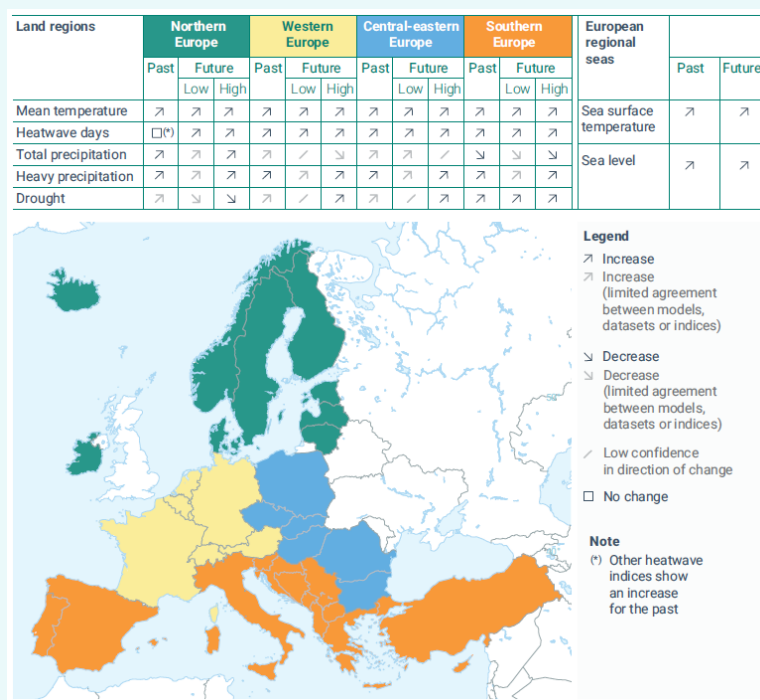 Land regions
Northern Europe
Western Europe
Central-eastern Europe
Southern Europe
European regional seas
Past Future Past Future Past Future Past Future Past Future
Low High Low High Low High Low High
Mean temperature ↗ ↗ ↗ ↗ ↗ ↗ ↗ ↗ ↗ ↗ ↗ ↗
Sea surface temperature ↗ ↗
Heatwave days □(*) ↗ ↗ ↗ ↗ ↗ ↗ ↗ ↗ ↗ ↗ ↗
Total precipitation ↗ ↗ ↗ ↗ ∕ ↘ ↗ ↗ ∕ ↘ ↘ ↘
Sea level ↗ ↗
Heavy precipitation ↗ ↗ ↗ ↗ ↗ ↗ ↗ ↗ ↗ ↗ ↗ ↗
Drought ↗ ↘ ↘ ↗ ∕ ↗ ↗ ∕ ↗ ↗ ↗ ↗
Legend
↗ Increase
↗ Increase
(limited agreement
between models,
datasets or indices)
↘ Decrease
↘ Decrease
(limited agreement
between models,
datasets or indices)
∕ Low confidence
in direction of change
□ No change
Note
(*) Other heatwave
indices show
an increase
for the past